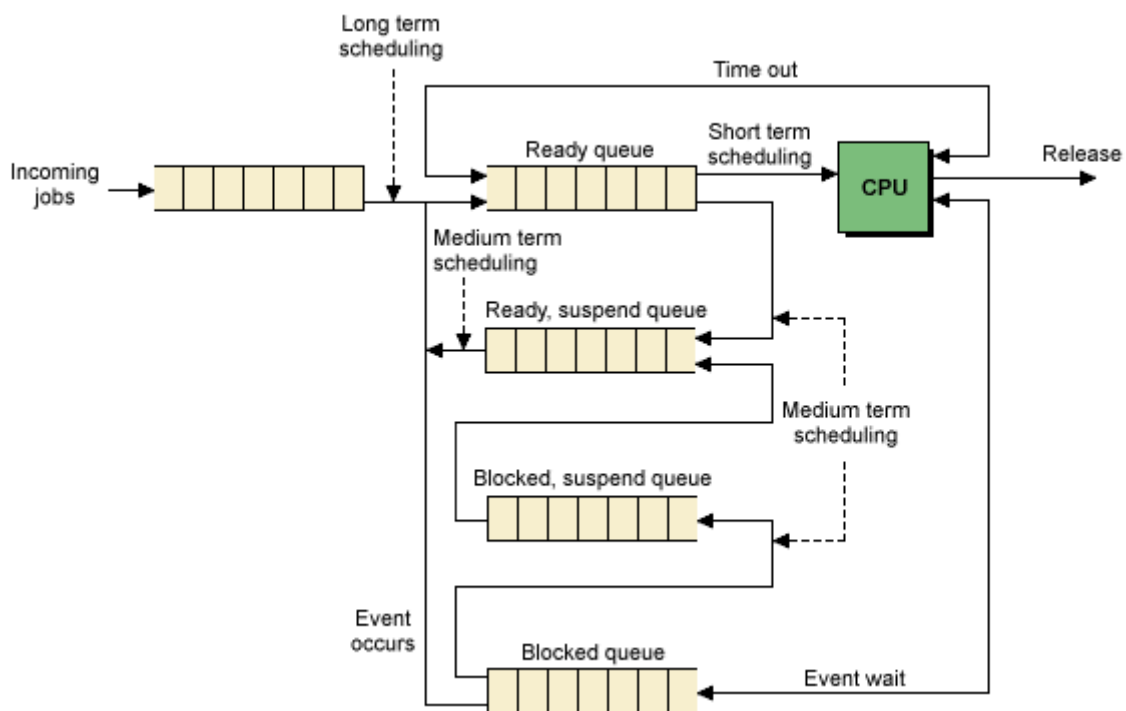 Long term
scheduling
Time out
Incoming
jobs
Ready queue
Short term
scheduling
CPU
Release
Medium term
scheduling
Ready, suspend queue
Medium term
scheduling
Blocked, suspend queue
Event
occurs
Blocked queue
Event wait